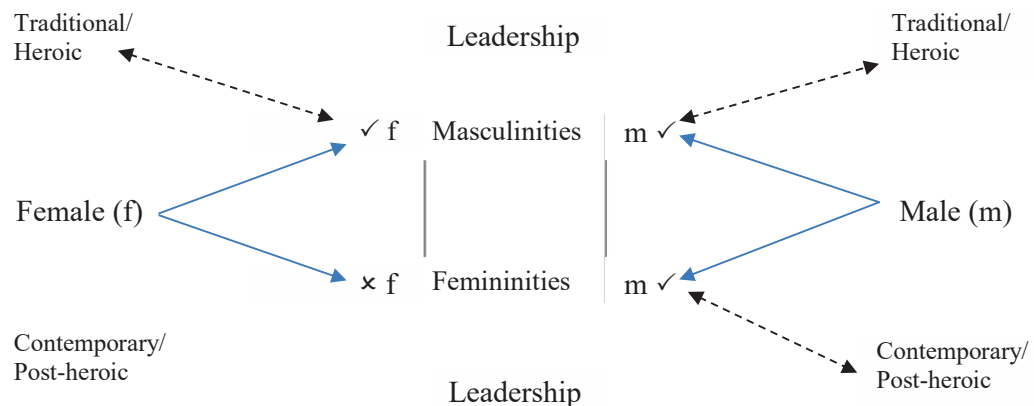 Traditional/
Heroic
Leadership
Traditional/
Heroic
✓ f
Masculinities
m ✓
Female (f)
Male (m)
× f
Femininities
m ✓
Contemporary/
Post-heroic
Leadership
Contemporary/
Post-heroic